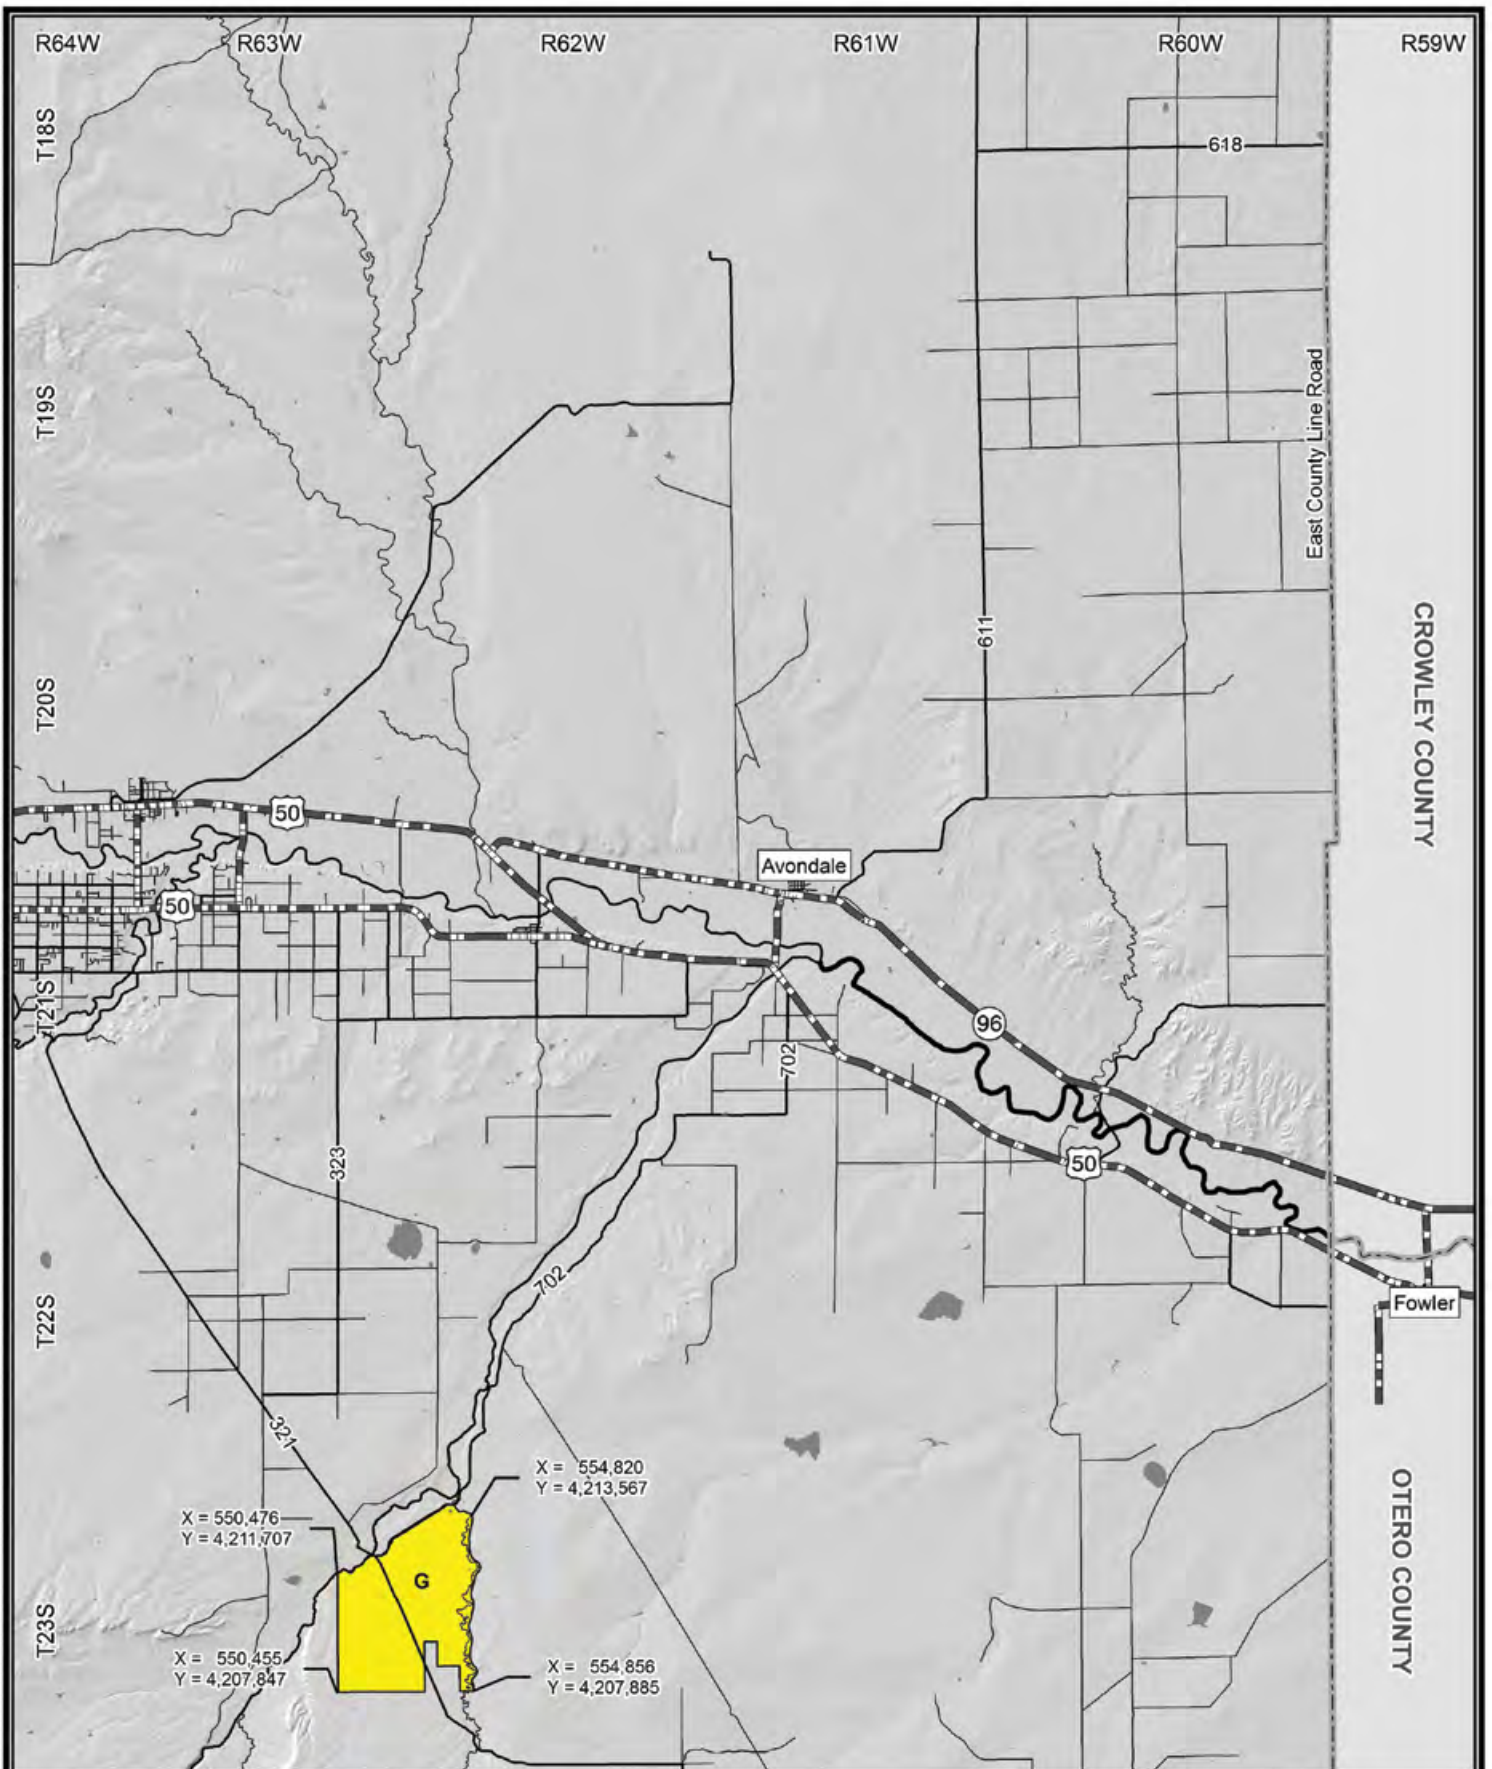 R64W R63W R62W R61W R60W R59W
T18S
618
T19S
East County Line Road
CROWLEY COUNTY
611
T20S
50
Avondale
50
T21S
96
702
50
323
702
T22S
Fowler
321
X = 554,820
Y = 4,213,567
X = 550,476
Y = 4,211,707
OTERO COUNTY
G
T23S
X = 550,455
Y = 4,207,847
X = 554,856
Y = 4,207,885